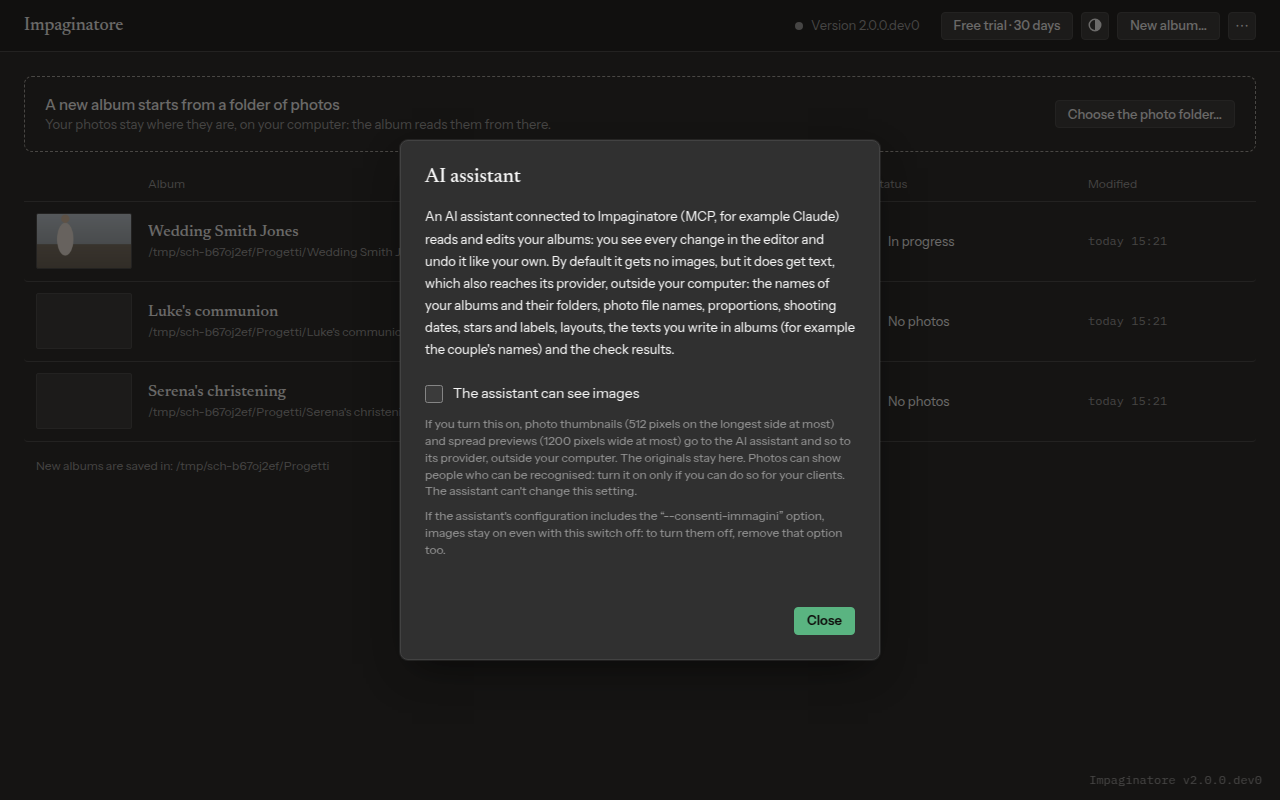 Impaginatore
Version 2.0.0.dev0
Free trial · 30 days
New album…
A new album starts from a folder of photos
Your photos stay where they are, on your computer: the album reads them from there.
Choose the photo folder…
Album
tatus
Modified
Wedding Smith Jones
/tmp/sch-b67oj2ef/Progetti/Wedding Smith J
In progress
today 15:21
Luke's communion
/tmp/sch-b67oj2ef/Progetti/Luke's communio
No photos
today 15:21
Serena's christening
/tmp/sch-b67oj2ef/Progetti/Serena's christen
No photos
today 15:21
New albums are saved in: /tmp/sch-b67oj2ef/Progetti
AI assistant
An AI assistant connected to Impaginatore (MCP, for example Claude)
reads and edits your albums: you see every change in the editor and
undo it like your own. By default it gets no images, but it does get text,
which also reaches its provider, outside your computer: the names of
your albums and their folders, photo file names, proportions, shooting
dates, stars and labels, layouts, the texts you write in albums (for example
the couple's names) and the check results.
The assistant can see images
If you turn this on, photo thumbnails (512 pixels on the longest side at most)
and spread previews (1200 pixels wide at most) go to the AI assistant and so to
its provider, outside your computer. The originals stay here. Photos can show
people who can be recognised: turn it on only if you can do so for your clients.
The assistant can't change this setting.
If the assistant's configuration includes the “--consenti-immagini” option,
images stay on even with this switch off: to turn them off, remove that option
too.
Close
Impaginatore v2.0.0.dev0